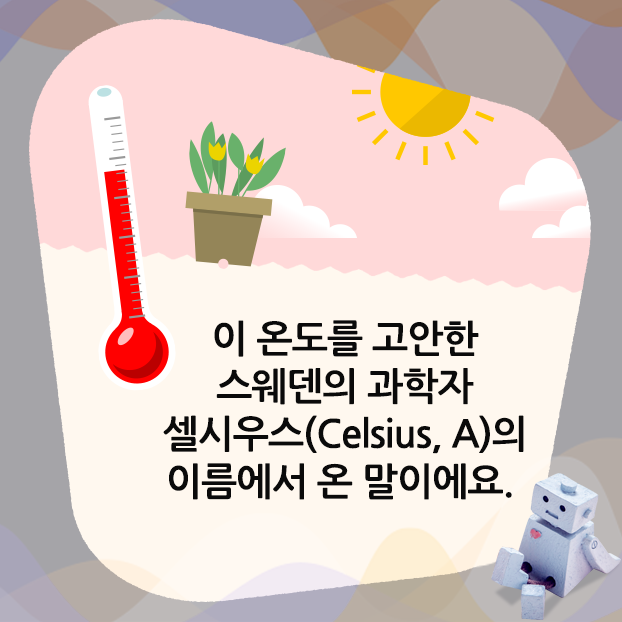 이 온도를 고안한
스웨덴의 과학자
셀시우스(Celsius, A)의
이름에서 온 말이에요.